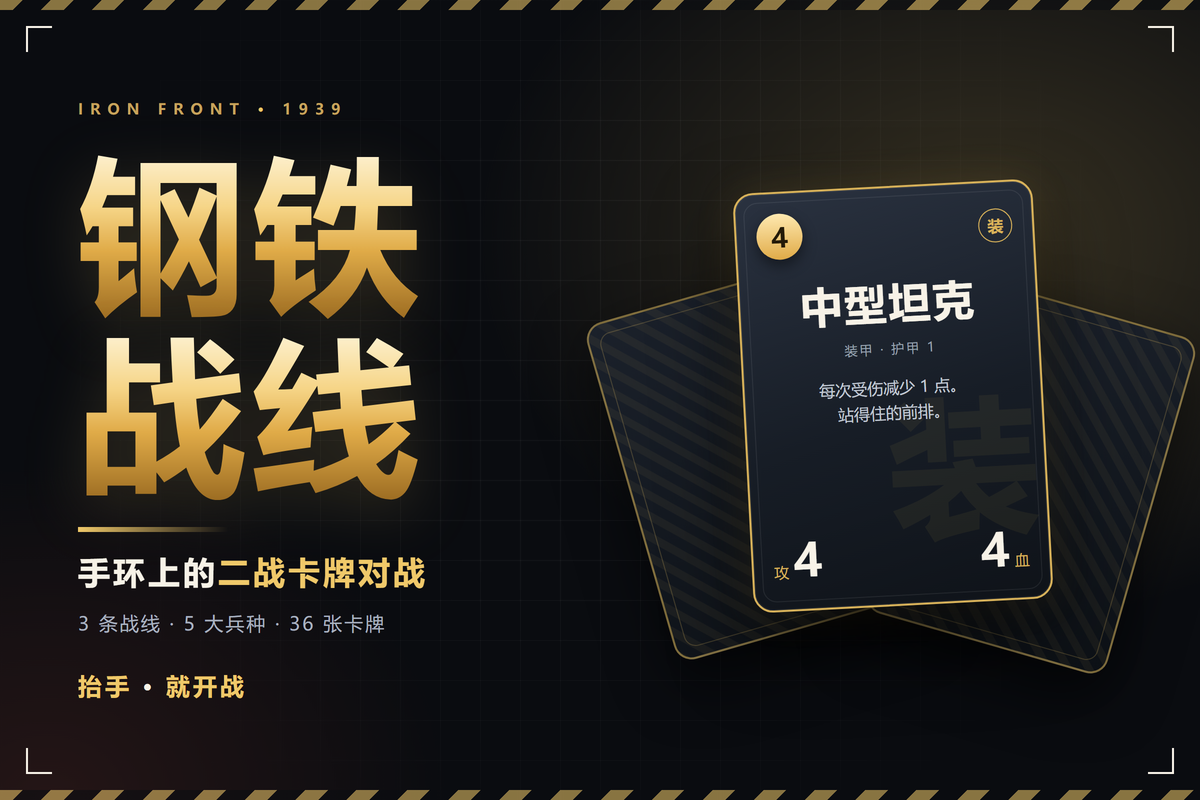 IRON FRONT • 1939
钢铁
战线
手环上的二战卡牌对战
3 条战线 · 5 大兵种 · 36 张卡牌
抬手 • 就开战
4
装
中型坦克
装甲 · 护甲 1
每次受伤减少 1 点。
站得住的前排。
装
攻 4
4 血